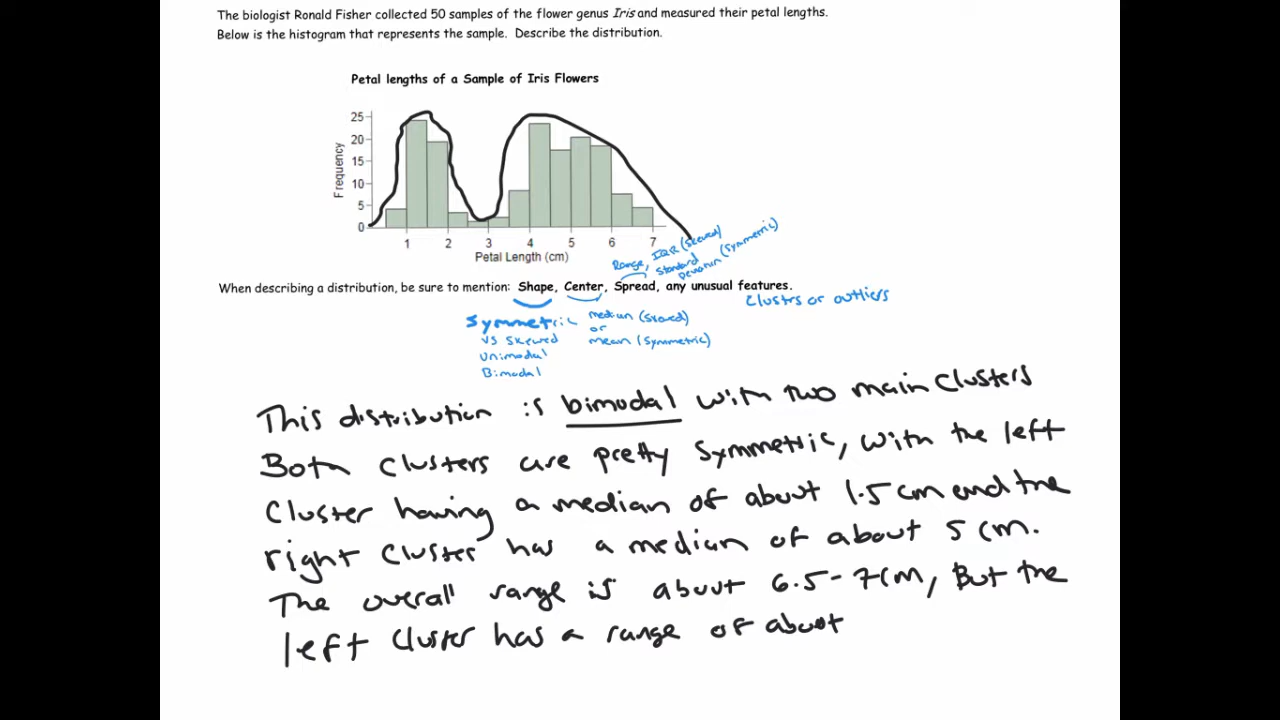 The biologist Ronald Fisher collected 50 samples of the flower genus Iris and measured their petal lengths.
Below is the histogram that represents the sample. Describe the distribution.
Petal lengths of a Sample of Iris Flowers
Frequency
25
20
15
10
5
0
1 2 3 4 5 6 7
Petal Length (cm)
Range, IQR (skewed)
Standard Deviation (symmetric)
When describing a distribution, be sure to mention: Shape, Center, Spread, any unusual features.
Clustrs or outliers
Symmetric
vs skewed
Unimodal
Bimodal
median (skewed)
or
mean (symmetric)
This distribution is bimodal with two main clusters
Both clusters are pretty symmetric, with the left
cluster having a median of about 1.5 cm and the
right cluster has a median of about 5 cm.
The overall range is about 6.5-7cm, But the
left cluster has a range of about